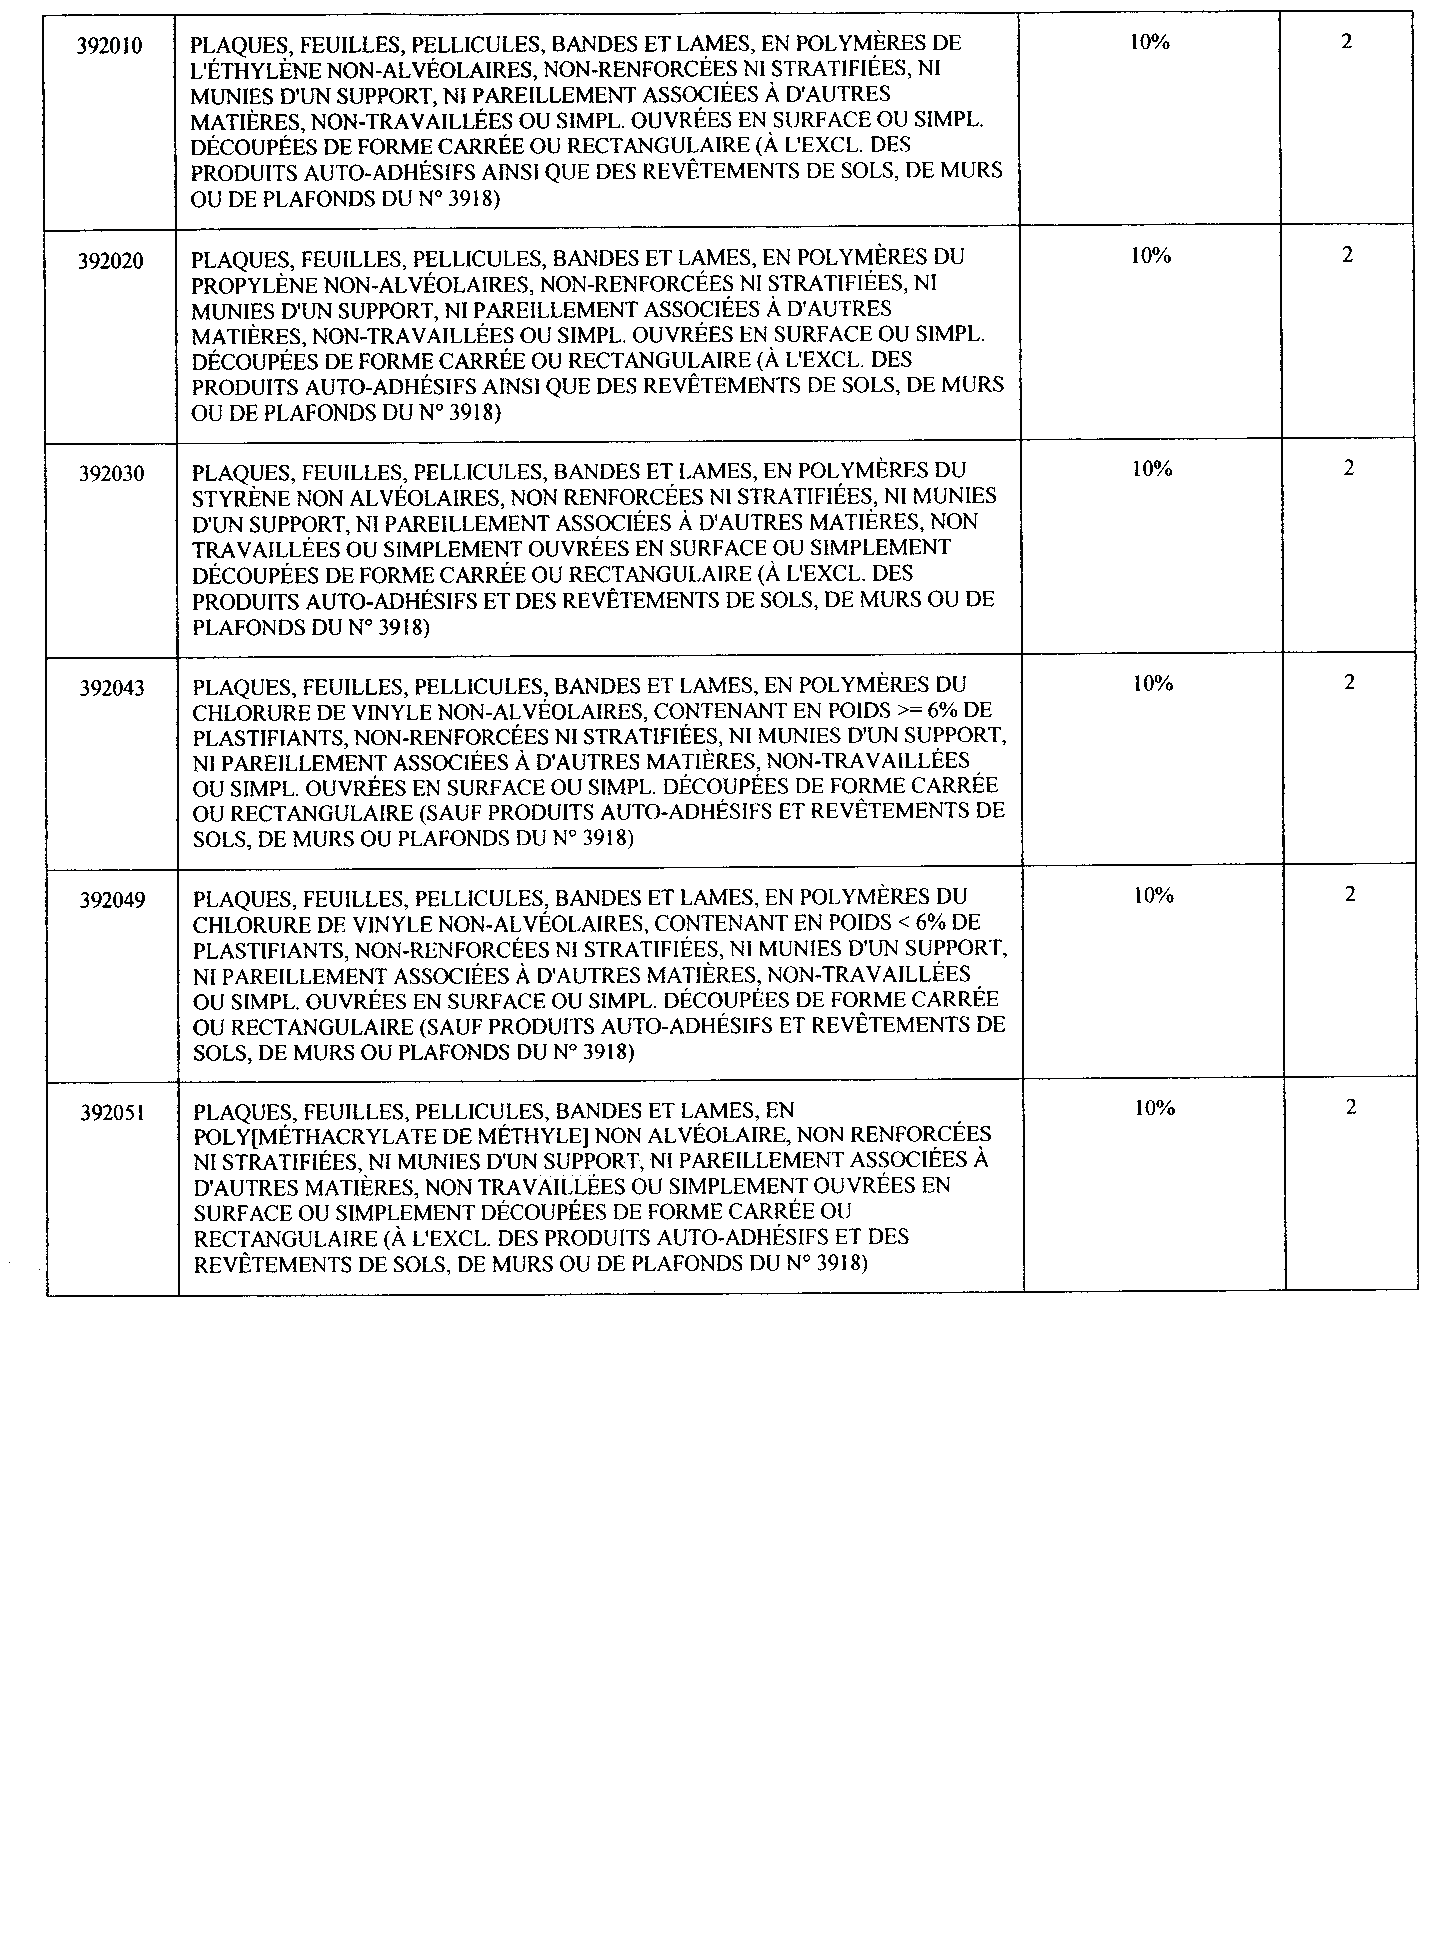 392010 PLAQUES, FEUILLES, PELLICULES, BANDES ET LAMES, EN POLYMÈRES DE 10% 2
L'ÉTHYLÈNE NON-ALVÉOLAIRES, NON-RENFORCÉES NI STRATIFIÉES, NI
MUNIES D'UN SUPPORT, NI PAREILLEMENT ASSOCIÉES À D'AUTRES
MATIÈRES, NON-TRAVAILLÉES OU SIMPL. OUVRÉES EN SURFACE OU SIMPL.
DÉCOUPÉES DE FORME CARRÉE OU RECTANGULAIRE (À L'EXCL. DES
PRODUITS AUTO-ADHÉSIFS AINSI QUE DES REVÊTEMENTS DE SOLS, DE MURS
OU DE PLAFONDS DU N° 3918)
392020 PLAQUES, FEUILLES, PELLICULES, BANDES ET LAMES, EN POLYMÈRES DU 10% 2
PROPYLÈNE NON-ALVÉOLAIRES, NON-RENFORCÉES NI STRATIFIÉES, NI
MUNIES D'UN SUPPORT, NI PAREILLEMENT ASSOCIÉES À D'AUTRES
MATIÈRES, NON-TRAVAILLÉES OU SIMPL. OUVRÉES EN SURFACE OU SIMPL.
DÉCOUPÉES DE FORME CARRÉE OU RECTANGULAIRE (À L'EXCL. DES
PRODUITS AUTO-ADHÉSIFS AINSI QUE DES REVÊTEMENTS DE SOLS, DE MURS
OU DE PLAFONDS DU N° 3918)
392030 PLAQUES, FEUILLES, PELLICULES, BANDES ET LAMES, EN POLYMÈRES DU 10% 2
STYRÈNE NON ALVÉOLAIRES, NON RENFORCÉES NI STRATIFIÉES, NI MUNIES
D'UN SUPPORT, NI PAREILLEMENT ASSOCIÉES À D'AUTRES MATIÈRES, NON
TRAVAILLÉES OU SIMPLEMENT OUVRÉES EN SURFACE OU SIMPLEMENT
DÉCOUPÉES DE FORME CARRÉE OU RECTANGULAIRE (À L'EXCL. DES
PRODUITS AUTO-ADHÉSIFS ET DES REVÊTEMENTS DE SOLS, DE MURS OU DE
PLAFONDS DU N° 3918)
392043 PLAQUES, FEUILLES, PELLICULES, BANDES ET LAMES, EN POLYMÈRES DU 10% 2
CHLORURE DE VINYLE NON-ALVÉOLAIRES, CONTENANT EN POIDS >= 6% DE
PLASTIFIANTS, NON-RENFORCÉES NI STRATIFIÉES, NI MUNIES D'UN SUPPORT,
NI PAREILLEMENT ASSOCIÉES À D'AUTRES MATIÈRES, NON-TRAVAILLÉES
OU SIMPL. OUVRÉES EN SURFACE OU SIMPL. DÉCOUPÉES DE FORME CARRÉE
OU RECTANGULAIRE (SAUF PRODUITS AUTO-ADHÉSIFS ET REVÊTEMENTS DE
SOLS, DE MURS OU PLAFONDS DU N° 3918)
392049 PLAQUES, FEUILLES, PELLICULES, BANDES ET LAMES, EN POLYMÈRES DU 10% 2
CHLORURE DE VINYLE NON-ALVÉOLAIRES, CONTENANT EN POIDS < 6% DE
PLASTIFIANTS, NON-RENFORCÉES NI STRATIFIÉES, NI MUNIES D'UN SUPPORT,
NI PAREILLEMENT ASSOCIÉES À D'AUTRES MATIÈRES, NON-TRAVAILLÉES
OU SIMPL. OUVRÉES EN SURFACE OU SIMPL. DÉCOUPÉES DE FORME CARRÉE
OU RECTANGULAIRE (SAUF PRODUITS AUTO-ADHÉSIFS ET REVÊTEMENTS DE
SOLS, DE MURS OU PLAFONDS DU N° 3918)
392051 PLAQUES, FEUILLES, PELLICULES, BANDES ET LAMES, EN 10% 2
POLY[MÉTHACRYLATE DE MÉTHYLE] NON ALVÉOLAIRE, NON RENFORCÉES
NI STRATIFIÉES, NI MUNIES D'UN SUPPORT, NI PAREILLEMENT ASSOCIÉES À
D'AUTRES MATIÈRES, NON TRAVAILLÉES OU SIMPLEMENT OUVRÉES EN
SURFACE OU SIMPLEMENT DÉCOUPÉES DE FORME CARRÉE OU
RECTANGULAIRE (À L'EXCL. DES PRODUITS AUTO-ADHÉSIFS ET DES
REVÊTEMENTS DE SOLS, DE MURS OU DE PLAFONDS DU N° 3918)